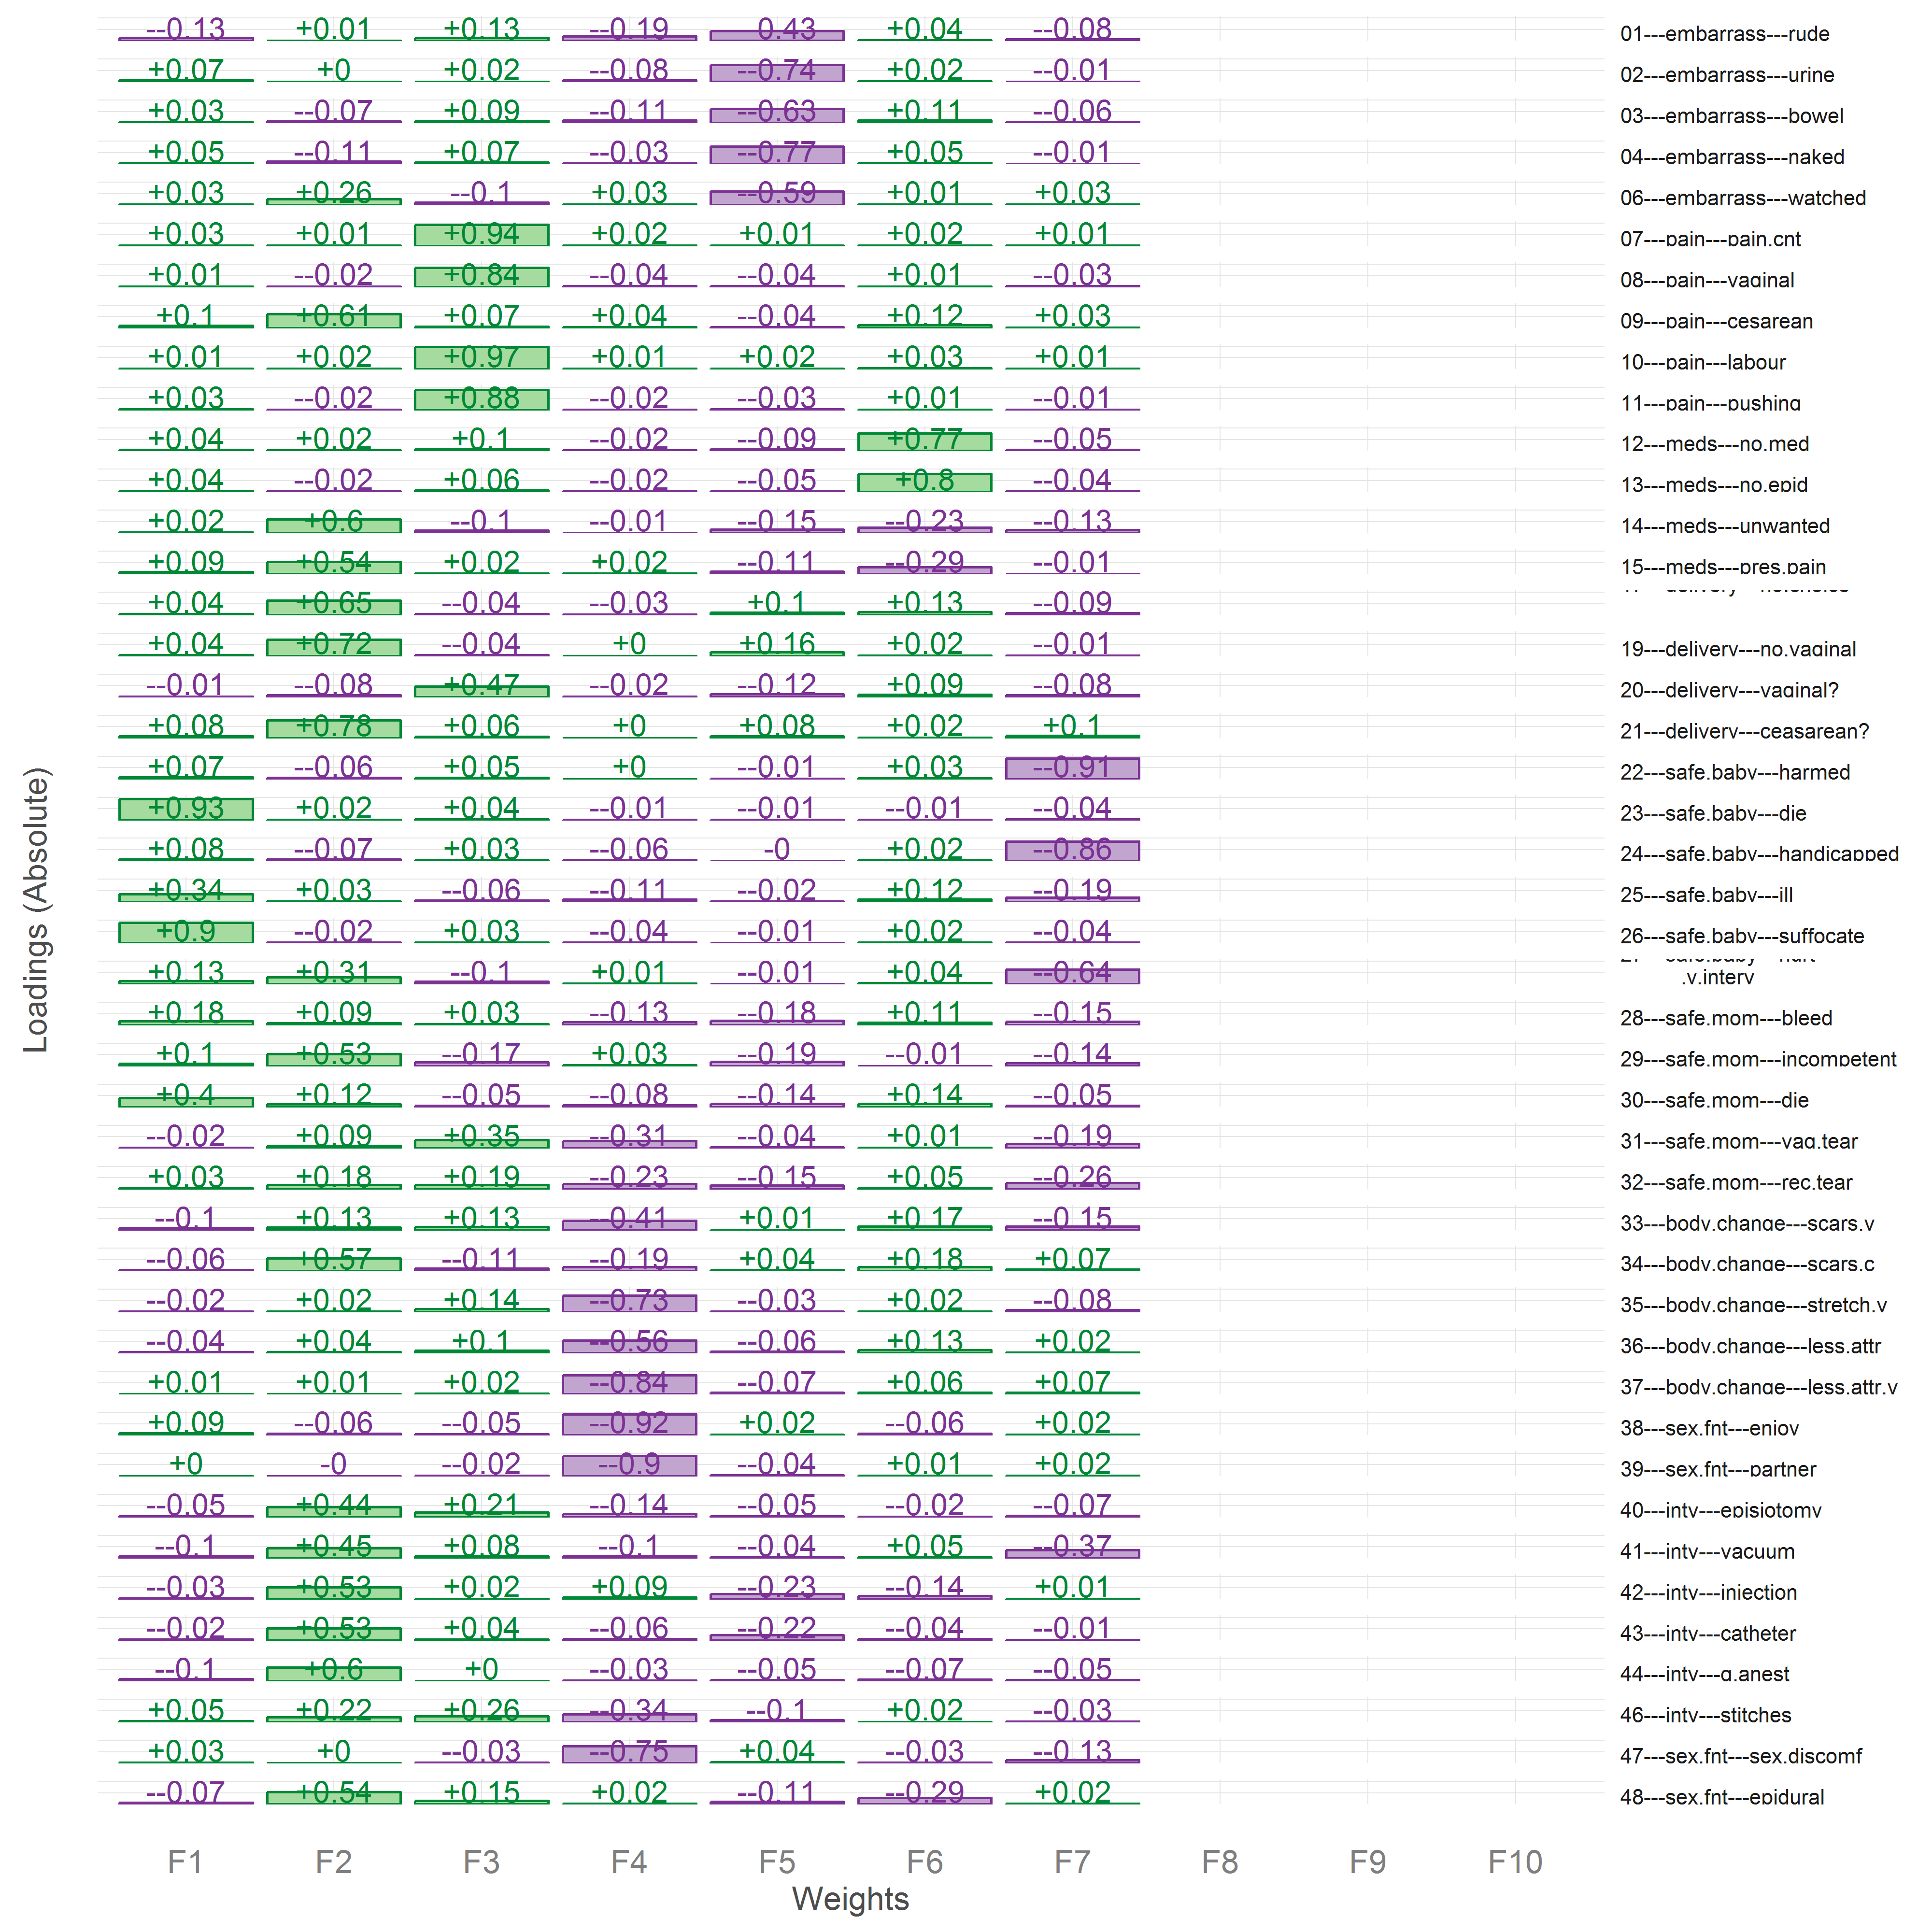 --0.13 +0.01 +0.13 --0.19 --0.43 +0.04 --0.08 01---embarrass---rude
+0.07 +0 +0.02 --0.08 --0.74 +0.02 --0.01 02---embarrass---urine
+0.03 --0.07 +0.09 --0.11 --0.63 +0.11 --0.06 03---embarrass---bowel
+0.05 --0.11 +0.07 --0.03 --0.77 +0.05 --0.01 04---embarrass---naked
+0.03 +0.26 --0.1 +0.03 --0.59 +0.01 +0.03 06---embarrass---watched
+0.03 +0.01 +0.94 +0.02 +0.01 +0.02 +0.01 07---pain---pain.cnt
+0.01 --0.02 +0.84 --0.04 --0.04 +0.01 --0.03 08---pain---vaginal
+0.1 +0.61 +0.07 +0.04 --0.04 +0.12 +0.03 09---pain---cesarean
+0.01 +0.02 +0.97 +0.01 +0.02 +0.03 +0.01 10---pain---labour
+0.03 --0.02 +0.88 --0.02 --0.03 +0.01 --0.01 11---pain---pushing
+0.04 +0.02 +0.1 --0.02 --0.09 +0.77 --0.05 12---meds---no.med
+0.04 --0.02 +0.06 --0.02 --0.05 +0.8 --0.04 13---meds---no.epid
+0.02 +0.6 --0.1 --0.01 --0.15 --0.23 --0.13 14---meds---unwanted
+0.09 +0.54 +0.02 +0.02 --0.11 --0.29 --0.01 15---meds---pres.pain
+0.04 +0.65 --0.04 --0.03 +0.1 +0.13 --0.09
+0.04 +0.72 --0.04 +0 +0.16 +0.02 --0.01 19---delivery---no.vaginal
--0.01 --0.08 +0.47 --0.02 --0.12 +0.09 --0.08 20---delivery---vaginal?
+0.08 +0.78 +0.06 +0 +0.08 +0.02 +0.1 21---delivery---ceasarean?
+0.07 --0.06 +0.05 +0 --0.01 +0.03 --0.91 22---safe.baby---harmed
+0.93 +0.02 +0.04 --0.01 --0.01 --0.01 --0.04 23---safe.baby---die
+0.08 --0.07 +0.03 --0.06 -0 +0.02 --0.86 24---safe.baby---handicapped
+0.34 +0.03 --0.06 --0.11 --0.02 +0.12 --0.19 25---safe.baby---ill
+0.9 --0.02 +0.03 --0.04 --0.01 +0.02 --0.04 26---safe.baby---suffocate
+0.13 +0.31 --0.1 +0.01 --0.01 +0.04 --0.64 .v.interv
+0.18 +0.09 +0.03 --0.13 --0.18 +0.11 --0.15 28---safe.mom---bleed
+0.1 +0.53 --0.17 +0.03 --0.19 --0.01 --0.14 29---safe.mom---incompetent
+0.4 +0.12 --0.05 --0.08 --0.14 +0.14 --0.05 30---safe.mom---die
--0.02 +0.09 +0.35 --0.31 --0.04 +0.01 --0.19 31---safe.mom---vag.tear
+0.03 +0.18 +0.19 --0.23 --0.15 +0.05 --0.26 32---safe.mom---rec.tear
--0.1 +0.13 +0.13 --0.41 +0.01 +0.17 --0.15 33---body.change---scars.v
--0.06 +0.57 --0.11 --0.19 +0.04 +0.18 +0.07 34---body.change---scars.c
--0.02 +0.02 +0.14 --0.73 --0.03 +0.02 --0.08 35---body.change---stretch.v
--0.04 +0.04 +0.1 --0.56 --0.06 +0.13 +0.02 36---body.change---less.attr
+0.01 +0.01 +0.02 --0.84 --0.07 +0.06 +0.07 37---body.change---less.attr.v
+0.09 --0.06 --0.05 --0.92 +0.02 --0.06 +0.02 38---sex.fnt---enjoy
+0 -0 --0.02 --0.9 --0.04 +0.01 +0.02 39---sex.fnt---partner
--0.05 +0.44 +0.21 --0.14 --0.05 --0.02 --0.07 40---intv---episiotomy
--0.1 +0.45 +0.08 --0.1 --0.04 +0.05 --0.37 41---intv---vacuum
--0.03 +0.53 +0.02 +0.09 --0.23 --0.14 +0.01 42---intv---injection
--0.02 +0.53 +0.04 --0.06 --0.22 --0.04 --0.01 43---intv---catheter
--0.1 +0.6 +0 --0.03 --0.05 --0.07 --0.05 44---intv---g.anest
+0.05 +0.22 +0.26 --0.34 --0.1 +0.02 --0.03 46---intv---stitches
+0.03 +0 --0.03 --0.75 +0.04 --0.03 --0.13 47---sex.fnt---sex.discomf
--0.07 +0.54 +0.15 +0.02 --0.11 --0.29 +0.02 48---sex.fnt---epidural
Loadings (Absolute)
F1 F2 F3 F4 F5 F6 F7 F8 F9 F10
Weights